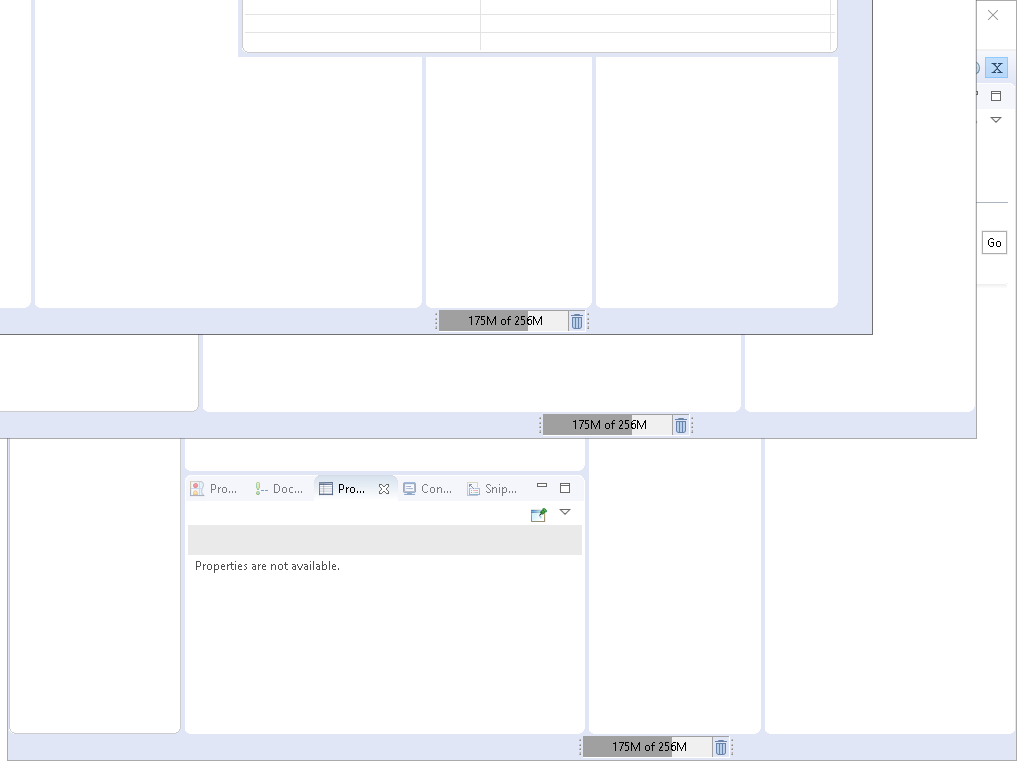 X
Go
175M of 256M
175M of 256M
Pro... Doc... Pro... Con... Snip...
Properties are not available.
175M of 256M